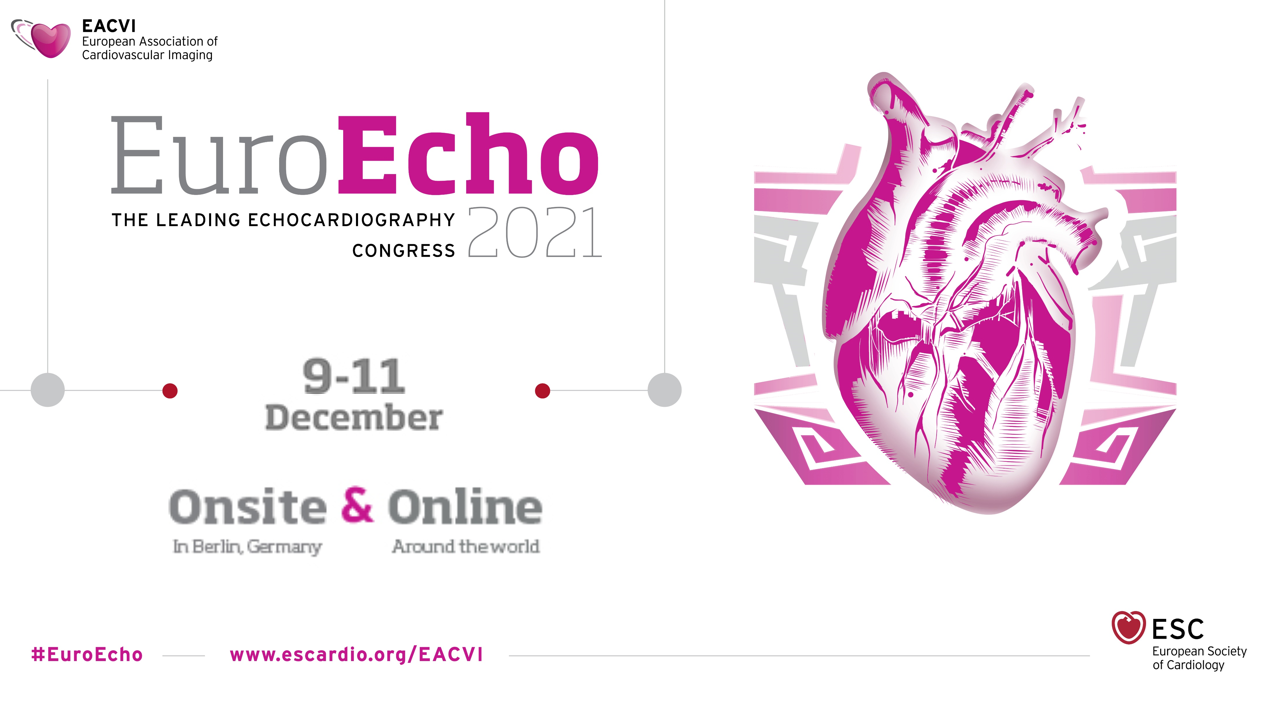 EACVI
European Association of
Cardiovascular Imaging
EuroEcho
THE LEADING ECHOCARDIOGRAPHY
CONGRESS
2021
9-11
December
Onsite & Online
In Berlin, Germany
Around the world
#EuroEcho
www.escardio.org/EACVI
ESC
European Society
of Cardiology